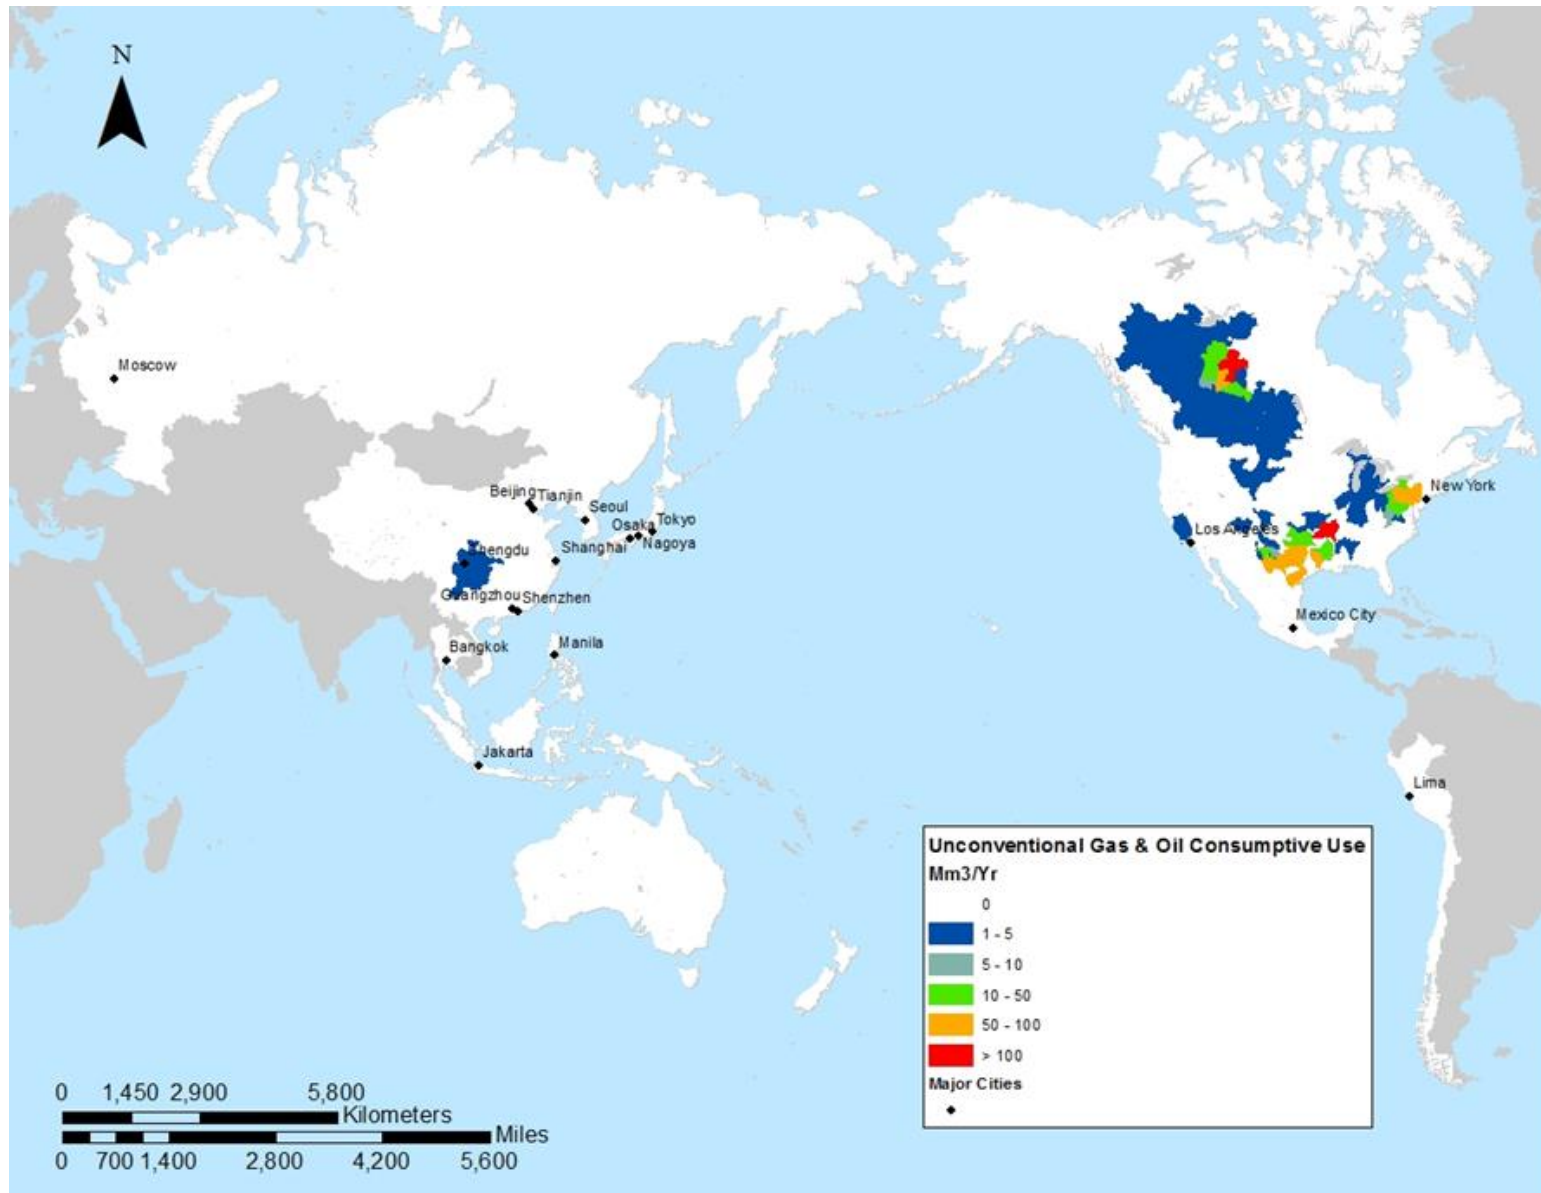 N
Moscow
Beijing
Tianjin
Seoul
Osaka
Tokyo
Nagoya
Shanghai
Chengdu
Guangzhou
Shenzhen
Bangkok
Manila
Jakarta
New York
Los Angeles
Mexico City
Lima
Unconventional Gas & Oil Consumptive Use
Mm3/Yr
0
1 - 5
5 - 10
10 - 50
50 - 100
> 100
Major Cities
0 1,450 2,900 5,800
Kilometers
Miles
0 700 1,400 2,800 4,200 5,600